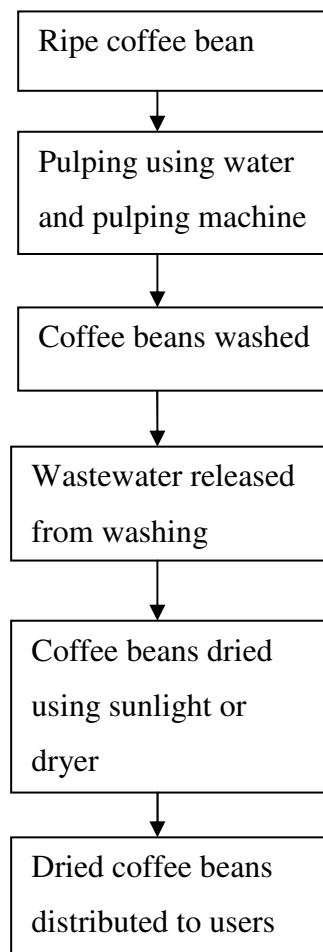 Ripe coffee bean
Pulping using water
and pulping machine
Coffee beans washed
Wastewater released
from washing
Coffee beans dried
using sunlight or
dryer
Dried coffee beans
distributed to users